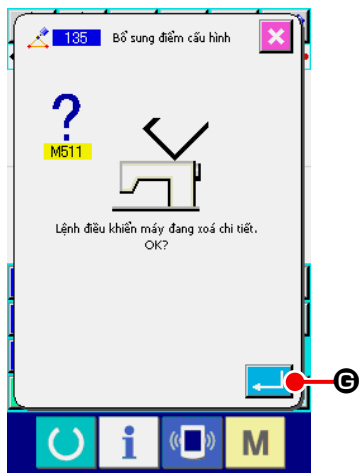 135 Bổ sung điểm cấu hình
?
M511
Lệnh điều khiển máy đang xoá chi tiết.
OK?
G
i M